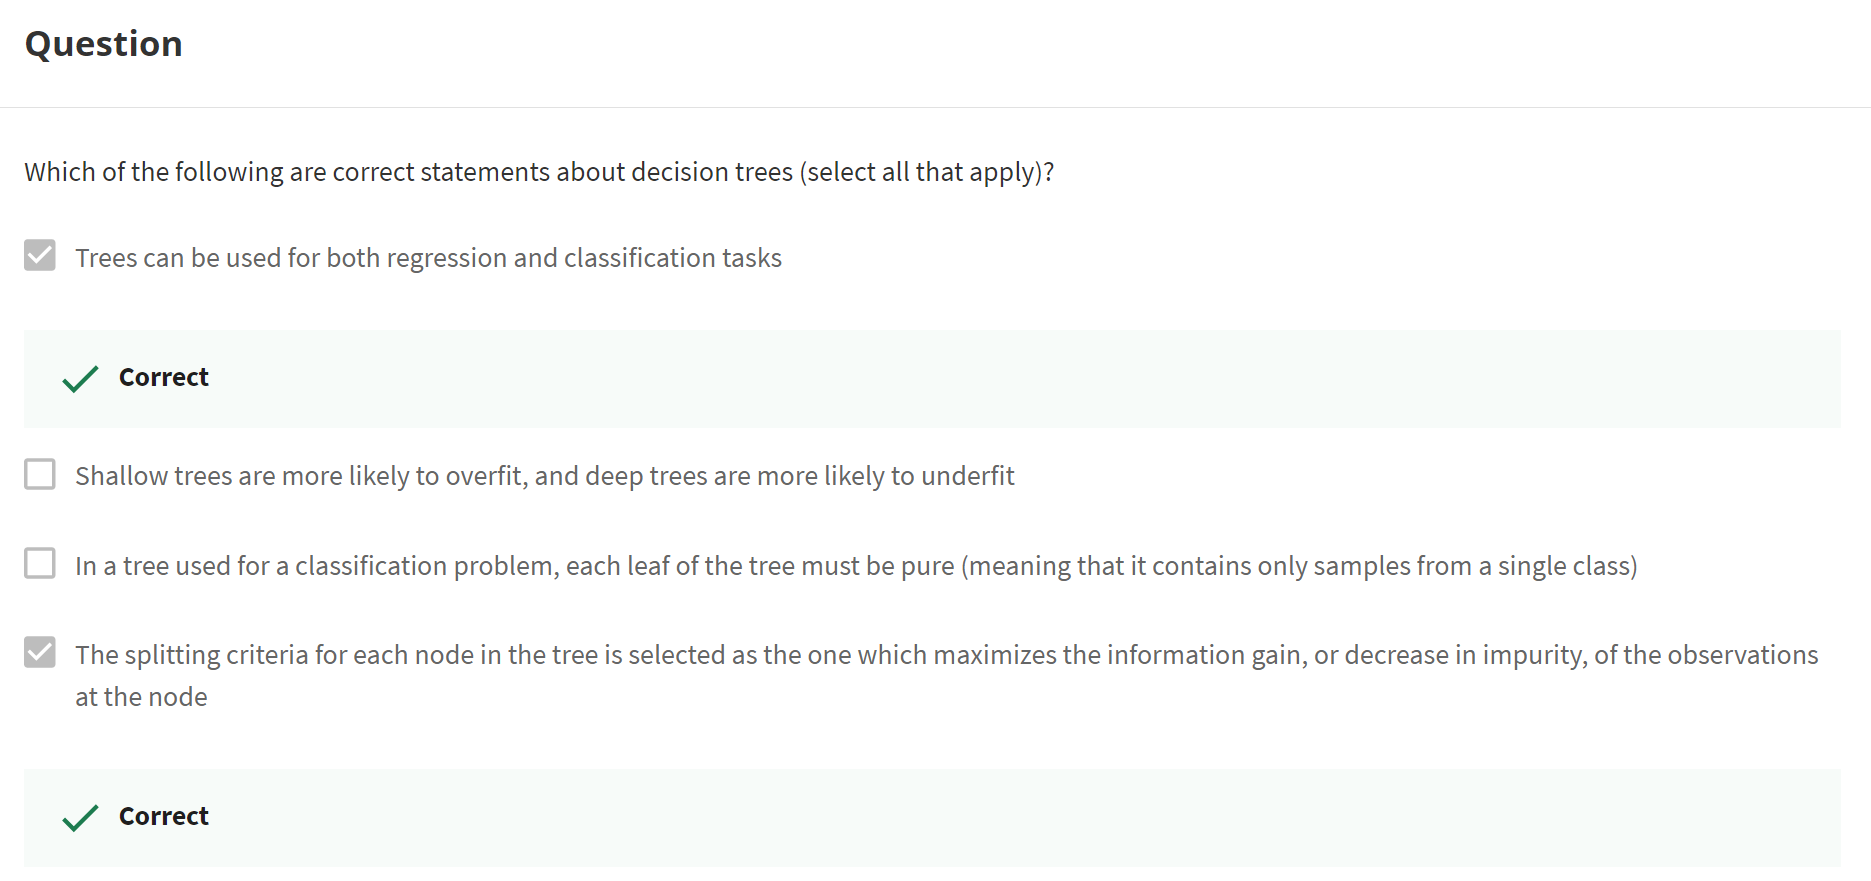 Question
Which of the following are correct statements about decision trees (select all that apply)?
Trees can be used for both regression and classification tasks
Correct
Shallow trees are more likely to overfit, and deep trees are more likely to underfit
In a tree used for a classification problem, each leaf of the tree must be pure (meaning that it contains only samples from a single class)
The splitting criteria for each node in the tree is selected as the one which maximizes the information gain, or decrease in impurity, of the observations
at the node
Correct